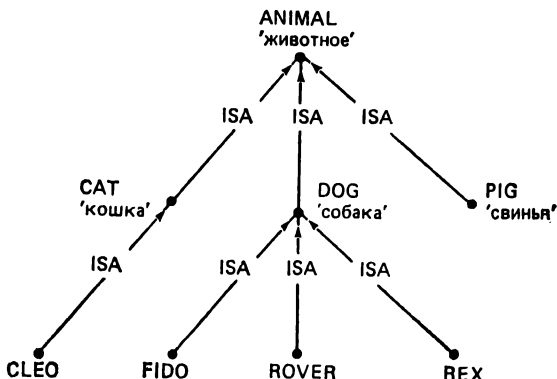 ANIMAL
'животное'
ISA ISA ISA
CAT
'кошка'
DOG
'собака'
PIG
'свинья'
ISA ISA ISA ISA
CLEO FIDO ROVER REX